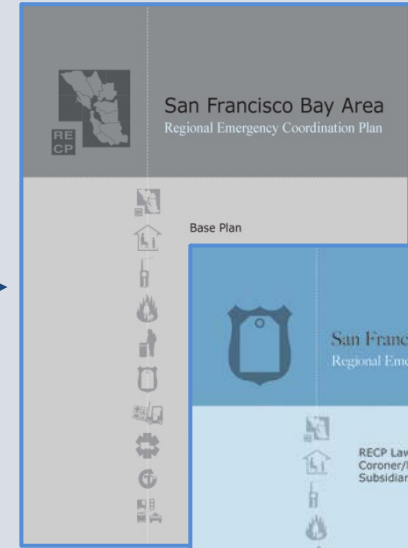 San Francisco Bay Area
Regional Emergency Coordination Plan
RE
CP
Base Plan
San Franc
Regional Eme
RECP Law
Coroner/
Subsidiar